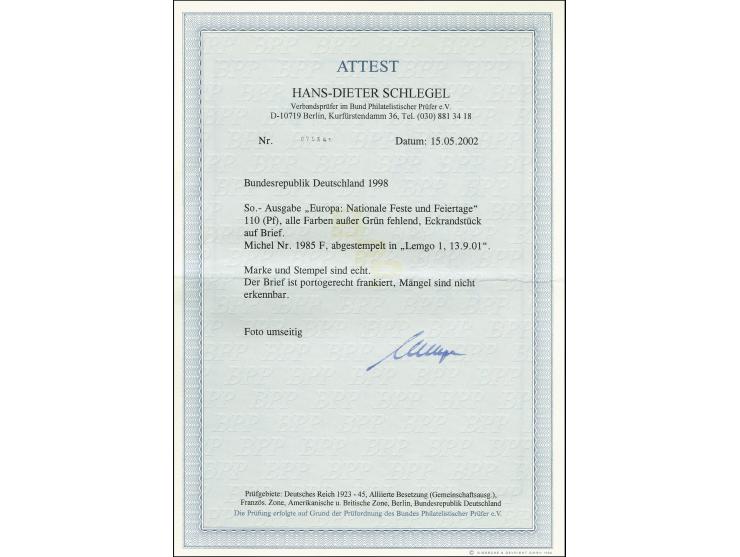 ATTEST
HANS-DIETER SCHLEGEL
Verbandsprüfer im Bund Philatelistischer Prüfer e.V.
D-10719 Berlin, Kurfürstendamm 36, Tel. (030) 881 34 18
Nr. Datum: 15.05.2002
Bundesrepublik Deutschland 1998
So.- Ausgabe „Europa: Nationale Feste und Feiertage“
110 (Pf), alle Farben außer Grün fehlend, Eckrandstück
auf Brief.
Michel Nr. 1985 F, abgestempelt in „Lemgo 1, 13.9.01“.
Marke und Stempel sind echt.
Der Brief ist portogerecht frankiert, Mängel sind nicht
erkennbar.
Foto umseitig
Prüfgebiete: Deutsches Reich 1923 - 45, Alliierte Besetzung (Gemeinschaftsausg.),
Französ. Zone, Amerikanische u. Britische Zone, Berlin, Bundesrepublik Deutschland
Die Prüfung erfolgte auf Grund der Prüfordnung des Bundes Philatelistischer Prüfer e.V.